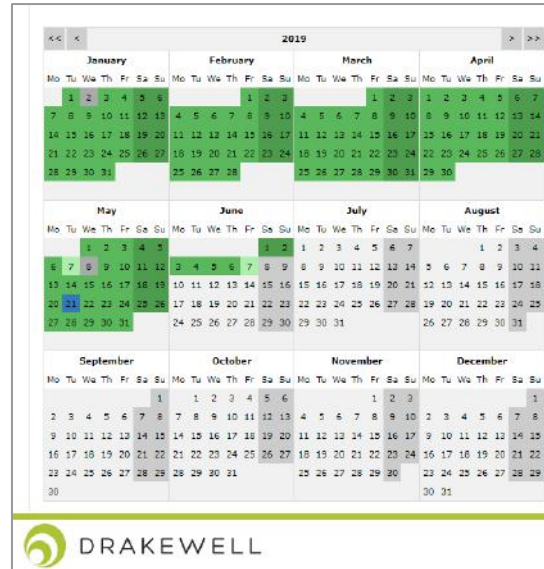 << < 2019 > >>
January February March April
Mo Tu We Th Fr Sa Su Mo Tu We Th Fr Sa Su Mo Tu We Th Fr Sa Su Mo Tu We Th Fr Sa Su
1 2 3 4 5 6 1 2 3 1 2 3 1 2 3 4 5 6 7
7 8 9 10 11 12 13 4 5 6 7 8 9 10 4 5 6 7 8 9 10 8 9 10 11 12 13 14
14 15 16 17 18 19 20 11 12 13 14 15 16 17 11 12 13 14 15 16 17 15 16 17 18 19 20 21
21 22 23 24 25 26 27 18 19 20 21 22 23 24 18 19 20 21 22 23 24 22 23 24 25 26 27 28
28 29 30 31 25 26 27 28 25 26 27 28 29 30 31 29 30
May June July August
Mo Tu We Th Fr Sa Su Mo Tu We Th Fr Sa Su Mo Tu We Th Fr Sa Su Mo Tu We Th Fr Sa Su
1 2 3 4 5 1 2 1 2 3 4 5 6 7 1 2 3 4
6 7 8 9 10 11 12 3 4 5 6 7 8 9 8 9 10 11 12 13 14 5 6 7 8 9 10 11
13 14 15 16 17 18 19 10 11 12 13 14 15 16 15 16 17 18 19 20 21 12 13 14 15 16 17 18
20 21 22 23 24 25 26 17 18 19 20 21 22 23 22 23 24 25 26 27 28 19 20 21 22 23 24 25
27 28 29 30 31 24 25 26 27 28 29 30 29 30 31 26 27 28 29 30 31
September October November December
Mo Tu We Th Fr Sa Su Mo Tu We Th Fr Sa Su Mo Tu We Th Fr Sa Su Mo Tu We Th Fr Sa Su
1 1 2 3 4 5 6 1 2 3 1
2 3 4 5 6 7 8 7 8 9 10 11 12 13 4 5 6 7 8 9 10 2 3 4 5 6 7 8
9 10 11 12 13 14 15 14 15 16 17 18 19 20 11 12 13 14 15 16 17 9 10 11 12 13 14 15
16 17 18 19 20 21 22 21 22 23 24 25 26 27 18 19 20 21 22 23 24 16 17 18 19 20 21 22
23 24 25 26 27 28 29 28 29 30 31 25 26 27 28 29 30 23 24 25 26 27 28 29
30 30 31
DRAKEWELL